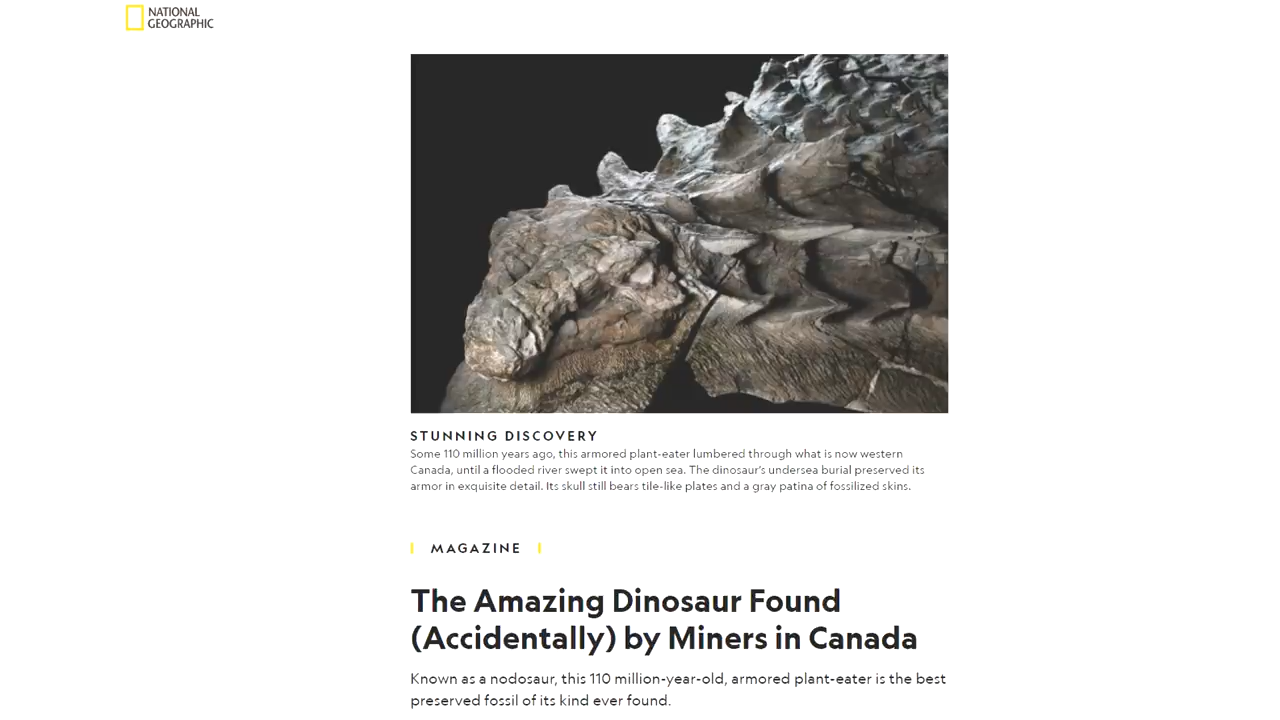 NATIONAL
GEOGRAPHIC
STUNNING DISCOVERY
Some 110 million years ago, this armored plant-eater lumbered through what is now western
Canada, until a flooded river swept it into open sea. The dinosaur's undersea burial preserved its
armor in exquisite detail. Its skull still bears tile-like plates and a gray patina of fossilized skins.
MAGAZINE
The Amazing Dinosaur Found
(Accidentally) by Miners in Canada
Known as a nodosaur, this 110 million-year-old, armored plant-eater is the best
preserved fossil of its kind ever found.